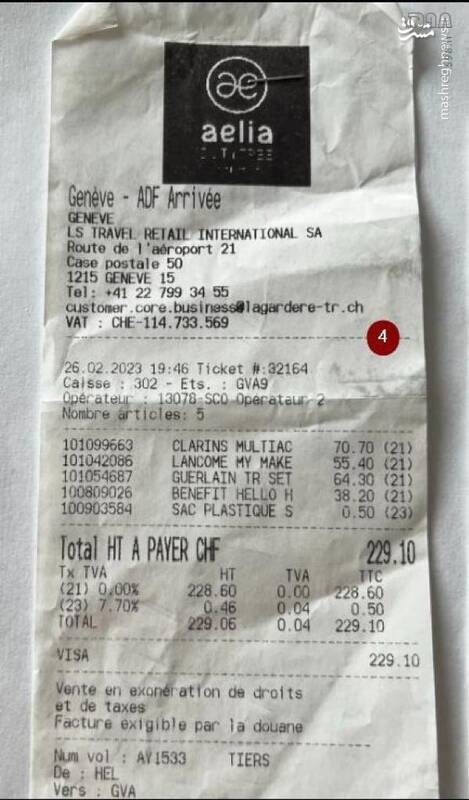 مشرق
mashreghnews.ir
ae
aelia
Genève - ADF Arrivée
GENEVE
LS TRAVEL RETAIL INTERNATIONAL SA
Route de l'aéroport 21
Case postale 50
1215 GENEVE 15
Tel: +41 22 799 34 55
customer.core.business@lagardere-tr.ch
VAT : CHE-114.733.569
4
26.02.2023 19:46 Ticket #:32164
Caisse : 302 - Ets. : GVA9
Opérateur : 13078-SCO Opérateur 2
Nombre articles: 5
101099663 CLARINS MULTIAC 70.70 (21)
101042086 LANCOME MY MAKE 55.40 (21)
101054687 GUERLAIN TR SET 64.30 (21)
100809026 BENEFIT HELLO H 38.20 (21)
100903584 SAC PLASTIQUE S 0.50 (23)
Total HT A PAYER CHF 229.10
Tx TVA HT TVA TTC
(21) 0.00% 228.60 0.00 228.60
(23) 7.70% 0.46 0.04 0.50
TOTAL 229.06 0.04 229.10
VISA 229.10
Vente en exonération de droits
et de taxes
Facture exigible par la douane
Num vol : AY1533 TIERS
De : HEL
Vers : GVA